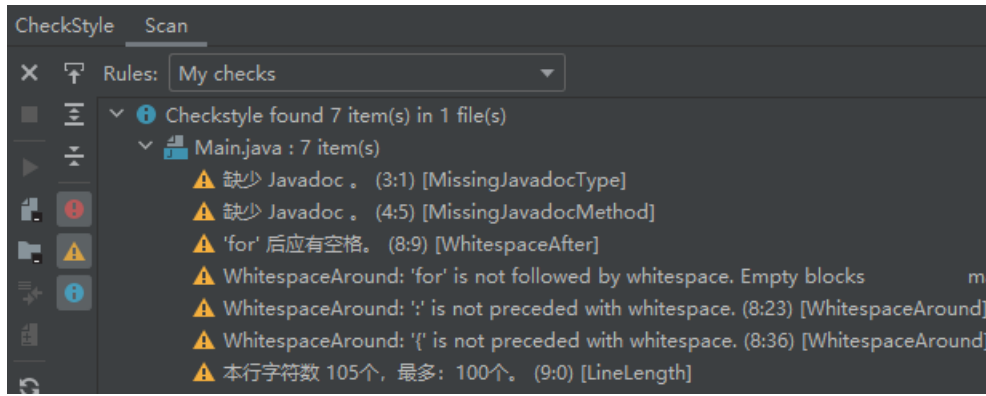 CheckStyle Scan
Rules: My checks
Checkstyle found 7 item(s) in 1 file(s)
Main.java : 7 item(s)
缺少 Javadoc 。 (3:1) [MissingJavadocType]
缺少 Javadoc 。 (4:5) [MissingJavadocMethod]
'for' 后应有空格。 (8:9) [WhitespaceAfter]
WhitespaceAround: 'for' is not followed by whitespace. Empty blocks
WhitespaceAround: ':' is not preceded with whitespace. (8:23) [WhitespaceAround]
WhitespaceAround: '{' is not preceded with whitespace. (8:36) [WhitespaceAround]
本行字符数 105个，最多：100个。 (9:0) [LineLength]